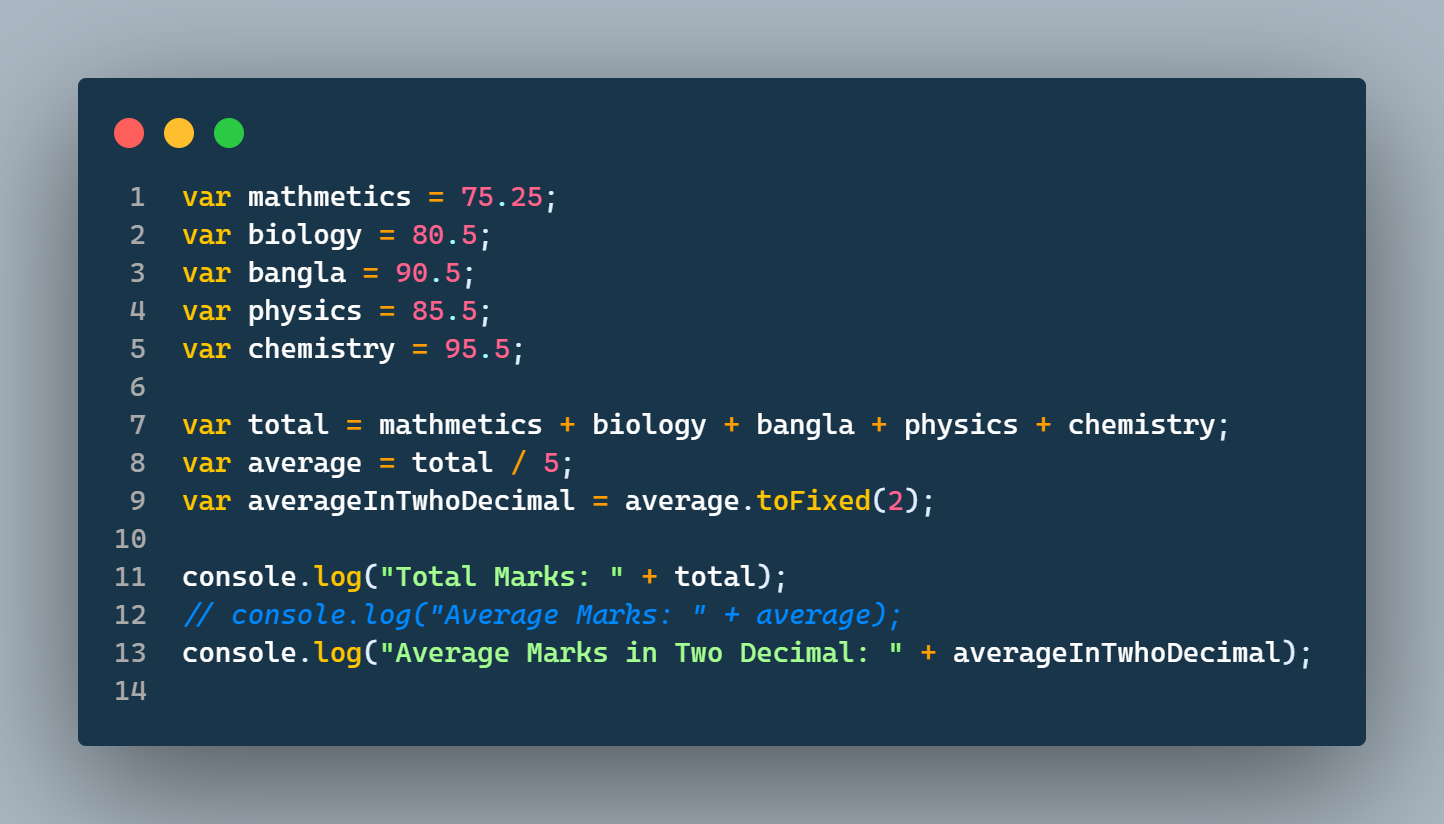 1 var mathmetics = 75.25;
2 var biology = 80.5;
3 var bangla = 90.5;
4 var physics = 85.5;
5 var chemistry = 95.5;
6
7 var total = mathmetics + biology + bangla + physics + chemistry;
8 var average = total / 5;
9 var averageInTwhoDecimal = average.toFixed(2);
10
11 console.log("Total Marks: " + total);
12 // console.log("Average Marks: " + average);
13 console.log("Average Marks in Two Decimal: " + averageInTwhoDecimal);
14